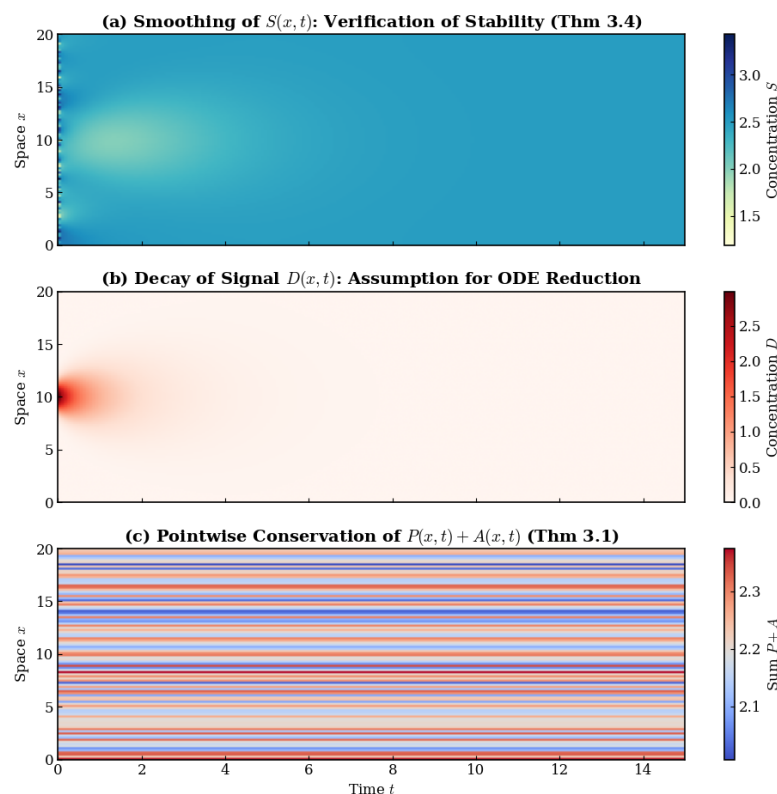 (a) Smoothing of S(x, t): Verification of Stability (Thm 3.4)
20
15
10
5
0
Space x
3.0
2.5
2.0
1.5
Concentration S
(b) Decay of Signal D(x, t): Assumption for ODE Reduction
20
15
10
5
0
Space x
2.5
2.0
1.5
1.0
0.5
0.0
Concentration D
(c) Pointwise Conservation of P(x, t) + A(x, t) (Thm 3.1)
20
15
10
5
0
Space x
0 2 4 6 8 10 12 14
Time t
2.3
2.2
2.1
Sum P + A